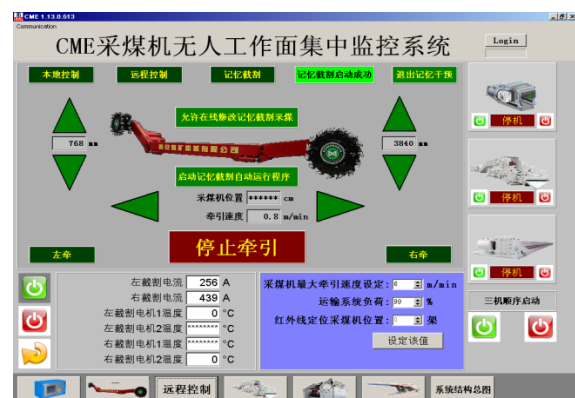 CME 1.13.0.513
Communication
CME采煤机无人工作面集中监控系统
Login
本地控制 远程控制 记忆截割 记忆截割启动成功 退出记忆干预
允许在线修改记忆截割采煤
768 mm
3840 mm
停机
启动记忆截割自动运行程序
采煤机位置 ****** cm
牵引速度 0.8 m/min
停机
左牵 停止牵引 右牵
停机
左截割电流 256 A
右截割电流 439 A
左截割电机1温度 0 °C
左截割电机2温度 ******** °C
右截割电机1温度 0 °C
右截割电机2温度 ******** °C
采煤机最大牵引速度设定: 6 m/min
运输系统负荷: 99 %
红外线定位采煤机位置: 架
设定该值
三机顺序启动
远程控制
系统结构总图